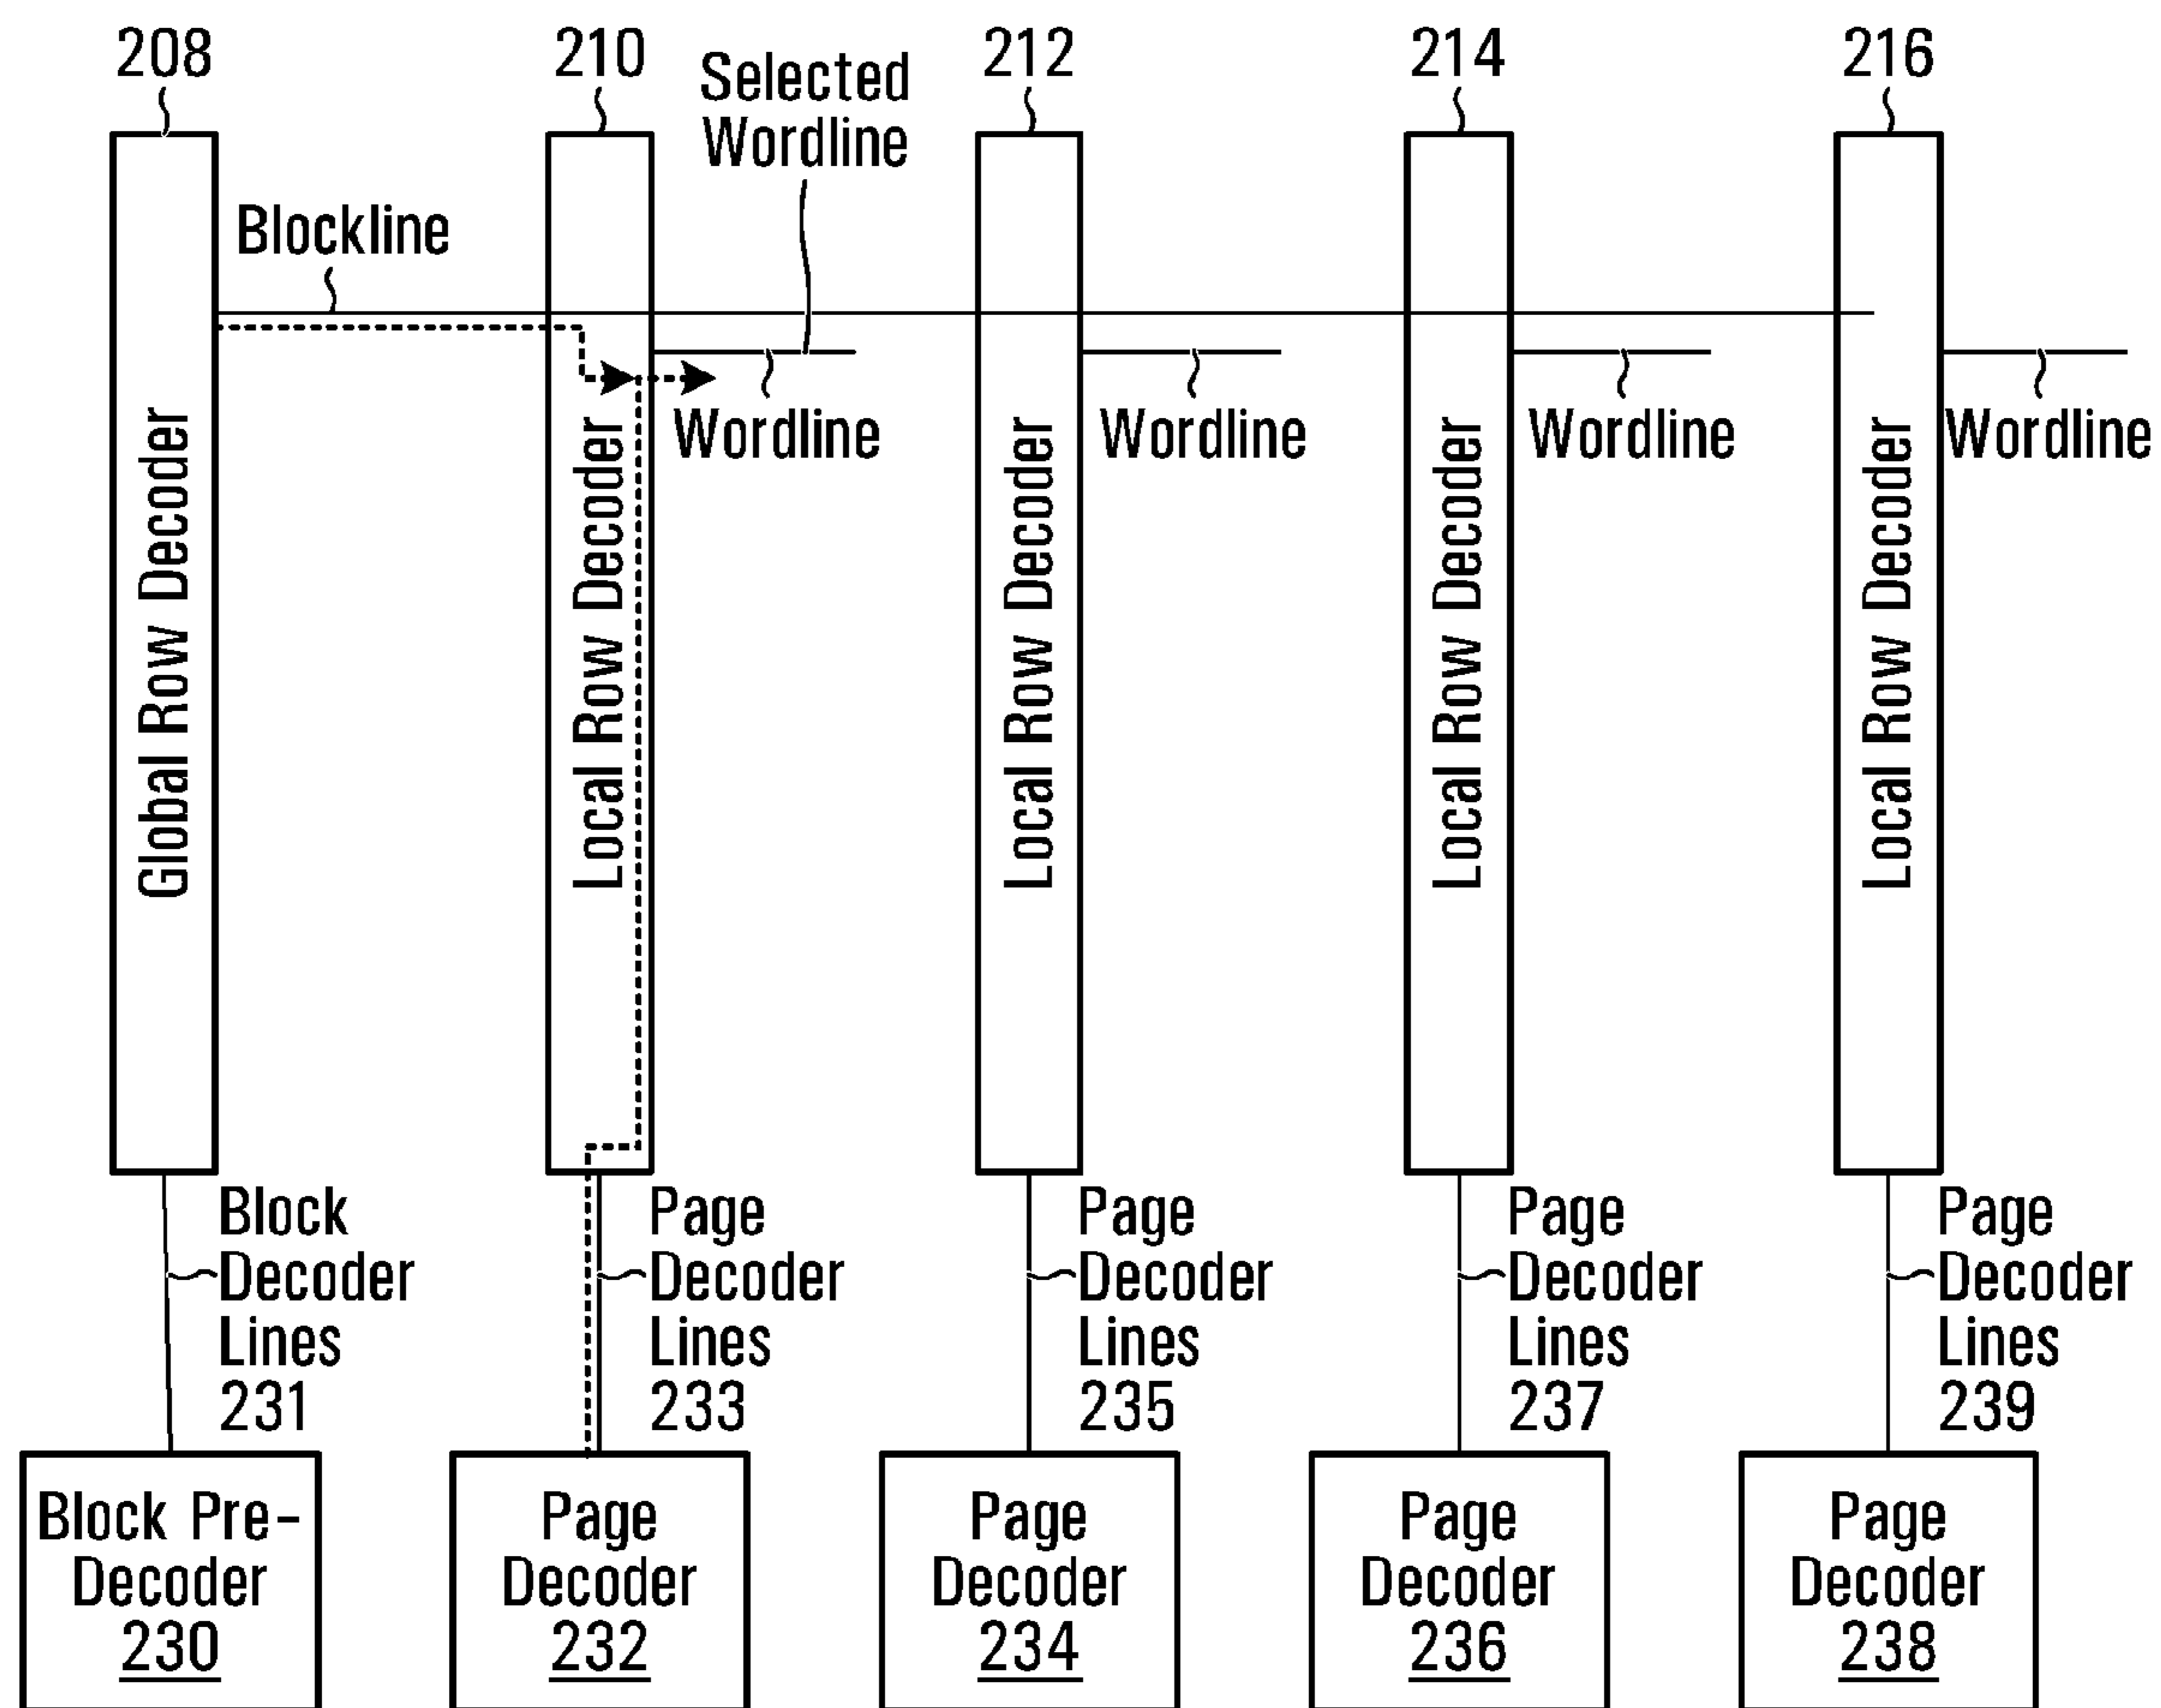 208
210
212
214
216
Selected
Wordline
Blockline
Wordline
Wordline
Wordline
Wordline
Global Row Decoder
Local Row Decoder
Local Row Decoder
Local Row Decoder
Local Row Decoder
Block
Decoder
Lines
231
Page
Decoder
Lines
233
Page
Decoder
Lines
235
Page
Decoder
Lines
237
Page
Decoder
Lines
239
Block Pre-
Decoder
230
Page
Decoder
232
Page
Decoder
234
Page
Decoder
236
Page
Decoder
238